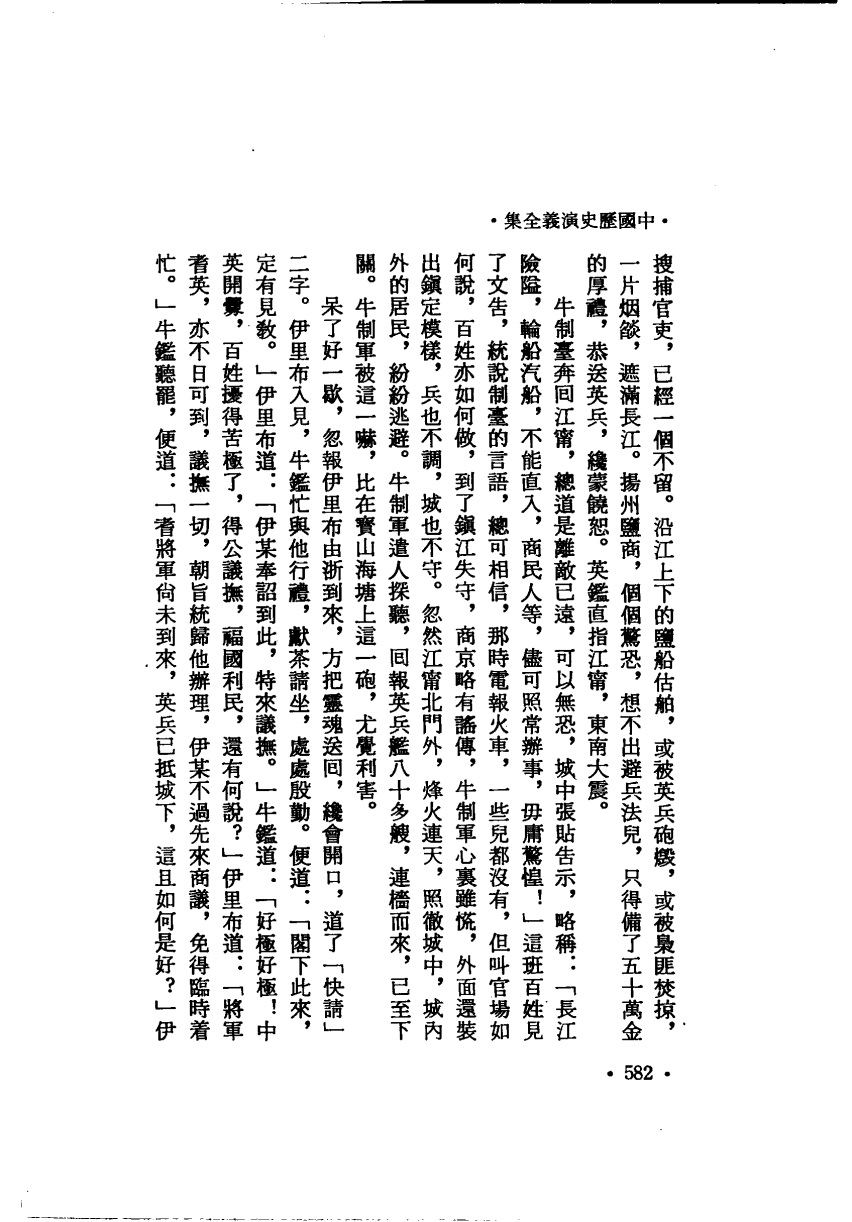 ·中國歷史演義全集·
搜捕官吏，已經一個不留。沿江上下的鹽船估舶，或被英兵砲燬，或被梟匪焚掠，
一片烟燄，遮滿長江。揚州鹽商，個個驚恐，想不出避兵法兒，只得備了五十萬金
的厚禮，恭送英兵，纔蒙饒恕。英鑑直指江甯，東南大震。
牛制臺奔囘江甯，總道是離敵已遠，可以無恐，城中張貼告示，略稱：「長江
險隘，輪船汽船，不能直入，商民人等，儘可照常辦事，毋庸驚惶！」這班百姓見
了文告，統說制臺的言語，總可相信，那時電報火車，一些兒都沒有，但叫官場如
何說，百姓亦如何做，到了鎭江失守，商京略有謠傳，牛制軍心裏雖慌，外面還裝
出鎭定模樣，兵也不調，城也不守。忽然江甯北門外，烽火連天，照徹城中，城內
外的居民，紛紛逃避。牛制軍遣人探聽，囘報英兵艦八十多艘，連檣而來，已至下
關。牛制軍被這一嚇，比在寶山海塘上這一砲，尤覺利害。
呆了好一歇，忽報伊里布由浙到來，方把靈魂送囘，纔會開口，道了「快請」
二字。伊里布入見，牛鑑忙與他行禮，獻茶請坐，處處殷勤。便道：「閣下此來，
定有見敎。」伊里布道：「伊某奉詔到此，特來議撫。」牛鑑道：「好極好極！中
英開釁，百姓擾得苦極了，得公議撫，福國利民，還有何說？」伊里布道：「將軍
耆英，亦不日可到，議撫一切，朝旨統歸他辦理，伊某不過先來商議，免得臨時着
忙。」牛鑑聽罷，便道：「耆將軍尙未到來，英兵已抵城下，這且如何是好？」伊
·582·